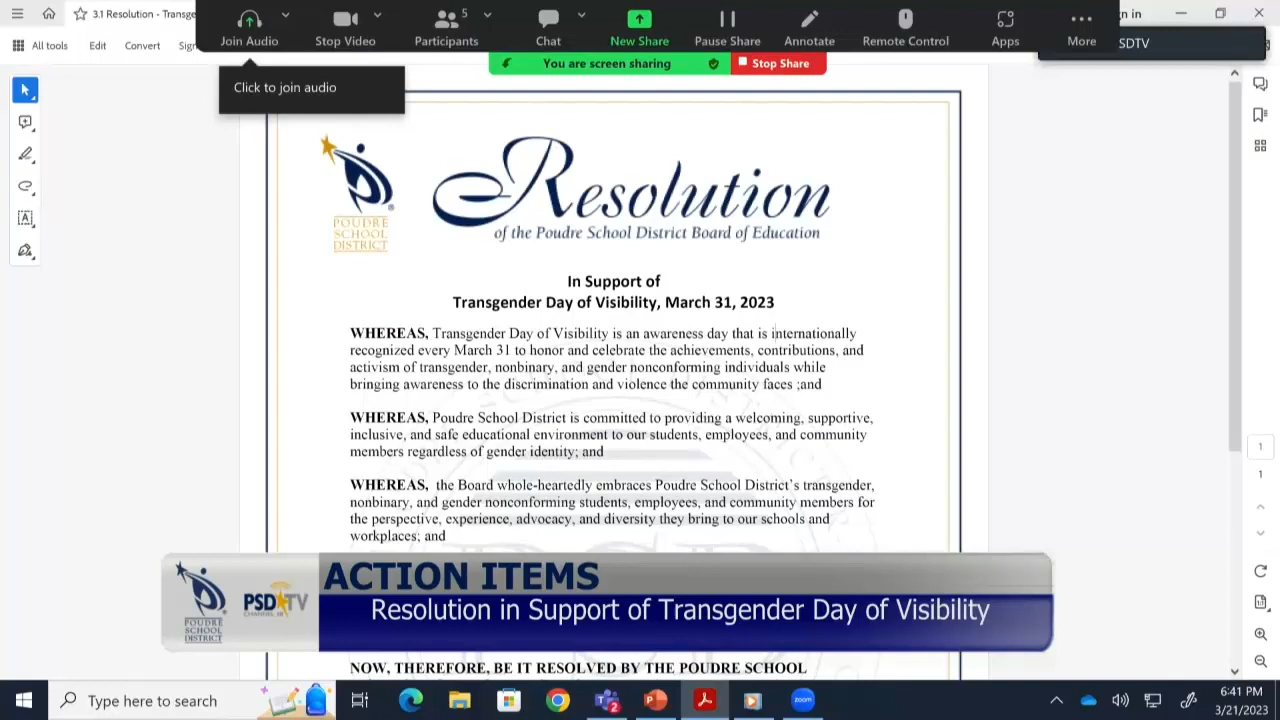 3.1 Resolution - Transge
Join Audio
Stop Video
5
Participants
Chat
New Share
Pause Share
Annotate
Remote Control
Apps
More
n in
All tools
Edit
Convert
Sign
SDTV
You are screen sharing
Stop Share
Click to join audio
POUDRE
SCHOOL
DISTRICT
®
Resolution
of the Poudre School District Board of Education
In Support of
Transgender Day of Visibility, March 31, 2023
WHEREAS, Transgender Day of Visibility is an awareness day that is internationally
recognized every March 31 to honor and celebrate the achievements, contributions, and
activism of transgender, nonbinary, and gender nonconforming individuals while
bringing awareness to the discrimination and violence the community faces ;and
WHEREAS, Poudre School District is committed to providing a welcoming, supportive,
inclusive, and safe educational environment to our students, employees, and community
members regardless of gender identity; and
WHEREAS,  the Board whole-heartedly embraces Poudre School District's transgender,
nonbinary, and gender nonconforming students, employees, and community members for
the perspective, experience, advocacy, and diversity they bring to our schools and
workplaces; and
1
1
ACTION ITEMS
Resolution in Support of Transgender Day of Visibility
PSD TV
POUDRE
SCHOOL
DISTRICT
NOW, THEREFORE, BE IT RESOLVED BY THE POUDRE SCHOOL
Type here to search
2
zoom
6:41 PM
3/21/2023